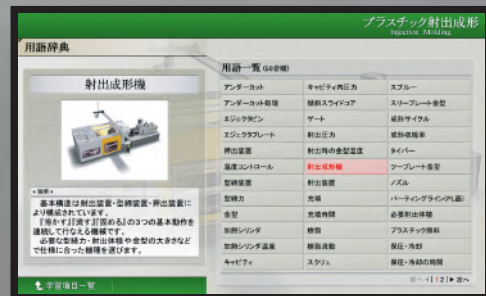 プラスチック射出成形
Injection Molding
用語辞典
射出成形機
●説明●
基本構造は射出装置・型締装置・押出装置に
より構成されています。
『溶かす』『流す』『固める』の3つの基本動作を
連続して行なえる機械です。
必要な型締力・射出体積や金型の大きさなど
で仕様に合った機種を選びます。
学習項目一覧
用語一覧(50音順)
アンダーカット
キャビティ内圧力
スプルー
アンダーカット処理
傾斜スライドコア
スリープレート金型
エジェクタピン
ゲート
成形サイクル
エジェクタプレート
射出圧力
成形収縮率
押出装置
射出時の金型温度
タイバー
温度コントロール
射出成形機
ツープレート金型
型締装置
射出装置
ノズル
型締力
充填
パーティングライン(PL面)
金型
充填時間
必要射出体積
加熱シリンダ
樹脂
プラスチック原料
加熱シリンダ温度
樹脂流動
保圧・冷却
キャビティ
スクリュ
保圧・冷却の時間
前へ◀|1|2|▶次へ